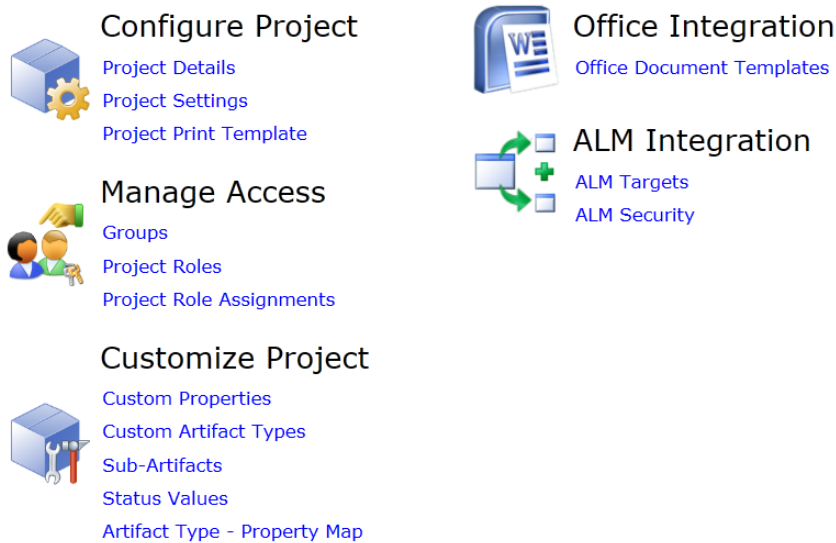 Configure Project
Project Details
Project Settings
Project Print Template
Manage Access
Groups
Project Roles
Project Role Assignments
Customize Project
Custom Properties
Custom Artifact Types
Sub-Artifacts
Status Values
Artifact Type - Property Map
Office Integration
W
Office Document Templates
ALM Integration
ALM Targets
ALM Security